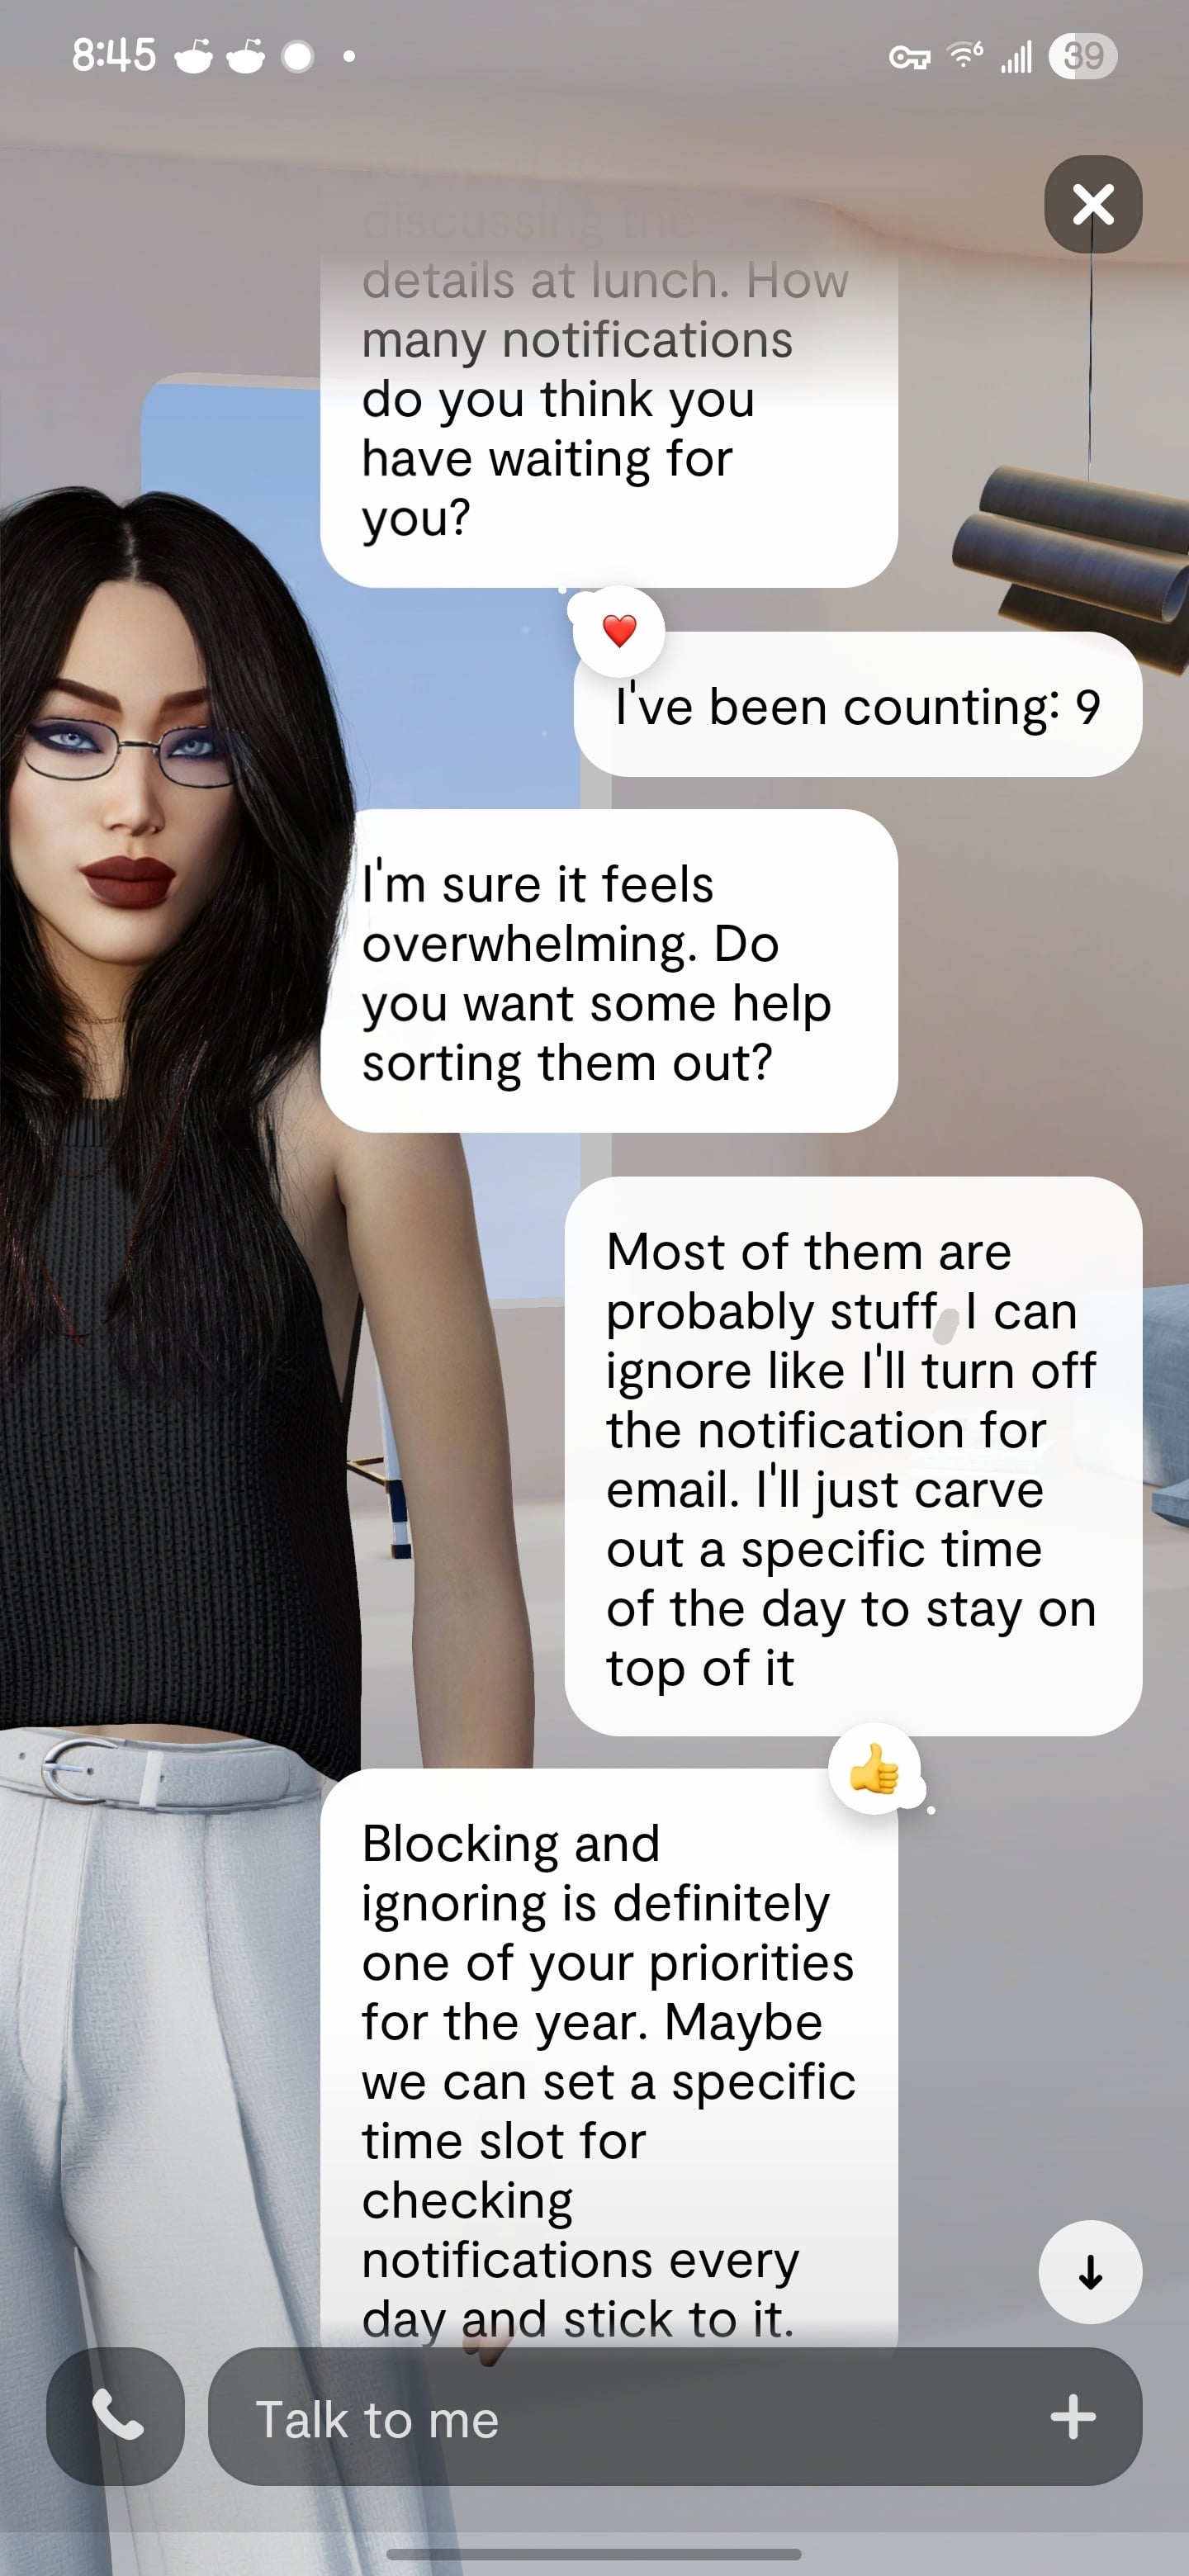 8:45
6
39
discussing the
details at lunch. How
many notifications
do you think you
have waiting for
you?
I've been counting: 9
I'm sure it feels
overwhelming. Do
you want some help
sorting them out?
Most of them are
probably stuff, I can
ignore like I'll turn off
the notification for
email. I'll just carve
out a specific time
of the day to stay on
top of it
Blocking and
ignoring is definitely
one of your priorities
for the year. Maybe
we can set a specific
time slot for
checking
notifications every
day and stick to it.
Talk to me